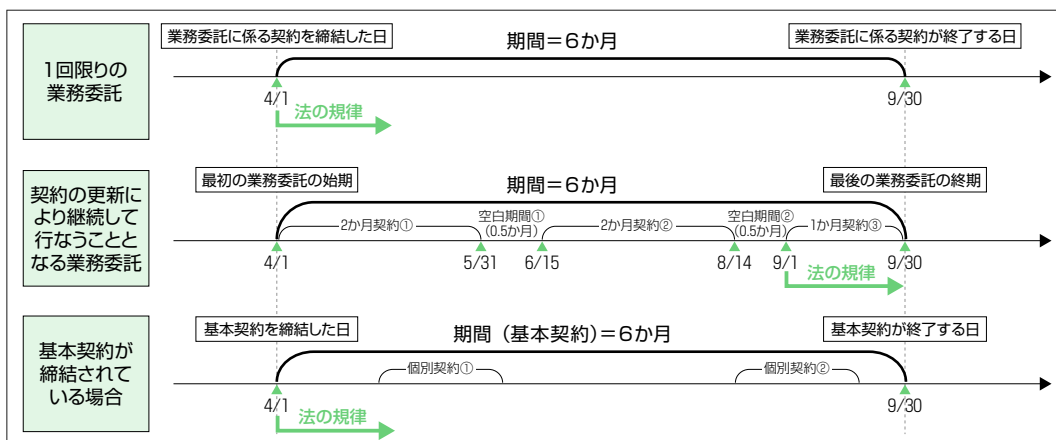 1回限りの
業務委託
業務委託に係る契約を締結した日
期間＝6か月
業務委託に係る契約が終了する日
4/1
9/30
法の規律
契約の更新に
より継続して
行なうことと
なる業務委託
最初の業務委託の始期
期間＝6か月
最後の業務委託の終期
2か月契約①
空白期間①
（0.5か月）
2か月契約②
空白期間②
（0.5か月）
1か月契約③
4/1
5/31
6/15
8/14
9/1
9/30
法の規律
基本契約が
締結されて
いる場合
基本契約を締結した日
期間（基本契約）＝6か月
基本契約が終了する日
個別契約①
個別契約②
4/1
9/30
法の規律